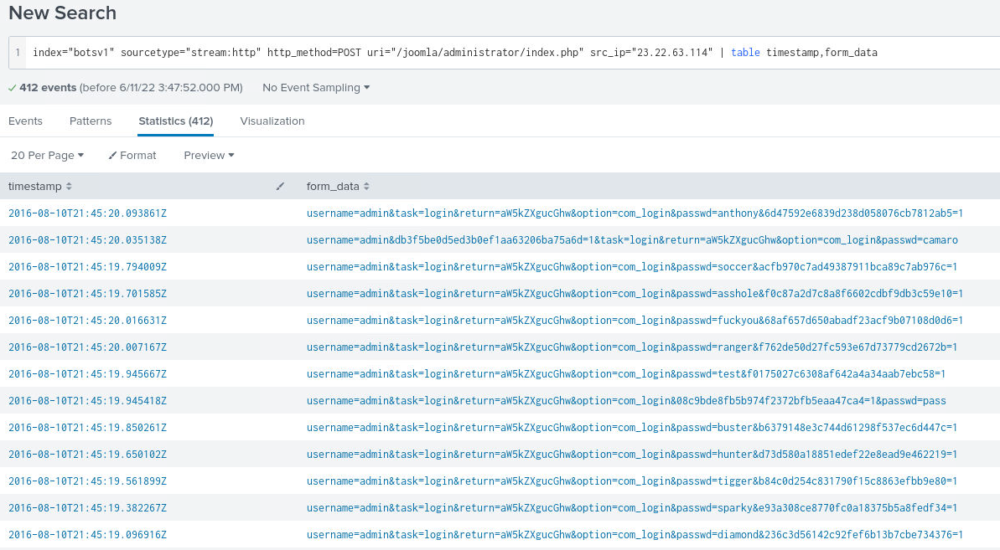 New Search
1 index="botsv1" sourcetype="stream:http" http_method=POST uri="/joomla/administrator/index.php" src_ip="23.22.63.114" | table timestamp,form_data
412 events (before 6/11/22 3:47:52.000 PM) No Event Sampling
Events Patterns Statistics (412) Visualization
20 Per Page Format Preview
timestamp form_data
2016-08-10T21:45:20.093861Z username=admin&task=login&return=aW5kZXgucGhw&option=com_login&passwd=anthony&6d47592e6839d238d058076cb7812ab5=1
2016-08-10T21:45:20.035138Z username=admin&db3f5be0d5ed3b0ef1aa63206ba75a6d=1&task=login&return=aW5kZXgucGhw&option=com_login&passwd=camaro
2016-08-10T21:45:19.794009Z username=admin&task=login&return=aW5kZXgucGhw&option=com_login&passwd=soccer&acfb970c7ad49387911bca89c7ab976c=1
2016-08-10T21:45:19.701585Z username=admin&task=login&return=aW5kZXgucGhw&option=com_login&passwd=asshole&f0c87a2d7c8a8f6602cdbf9db3c59e10=1
2016-08-10T21:45:20.016631Z username=admin&task=login&return=aW5kZXgucGhw&option=com_login&passwd=fuckyou&68af657d650abadf23acf9b07108d0d6=1
2016-08-10T21:45:20.007167Z username=admin&task=login&return=aW5kZXgucGhw&option=com_login&passwd=ranger&f762de50d27fc593e67d73779cd2672b=1
2016-08-10T21:45:19.945667Z username=admin&task=login&return=aW5kZXgucGhw&option=com_login&passwd=test&f0175027c6308af642a4a34aab7ebc58=1
2016-08-10T21:45:19.945418Z username=admin&task=login&return=aW5kZXgucGhw&option=com_login&08c9bde8fb5b974f2372bfb5eaa47ca4=1&passwd=pass
2016-08-10T21:45:19.850261Z username=admin&task=login&return=aW5kZXgucGhw&option=com_login&passwd=buster&b6379148e3c744d61298f537ec6d447c=1
2016-08-10T21:45:19.650102Z username=admin&task=login&return=aW5kZXgucGhw&option=com_login&passwd=hunter&d73d580a18851edef22e8ead9e462219=1
2016-08-10T21:45:19.561899Z username=admin&task=login&return=aW5kZXgucGhw&option=com_login&passwd=tigger&b84c0d254c831790f15c8863efbb9e80=1
2016-08-10T21:45:19.382267Z username=admin&task=login&return=aW5kZXgucGhw&option=com_login&passwd=sparky&e93a308ce8770fc0a18375b5a8fedf34=1
2016-08-10T21:45:19.096916Z username=admin&task=login&return=aW5kZXgucGhw&option=com_login&passwd=diamond&236c3d56142c92fef6b13b7cbe734376=1